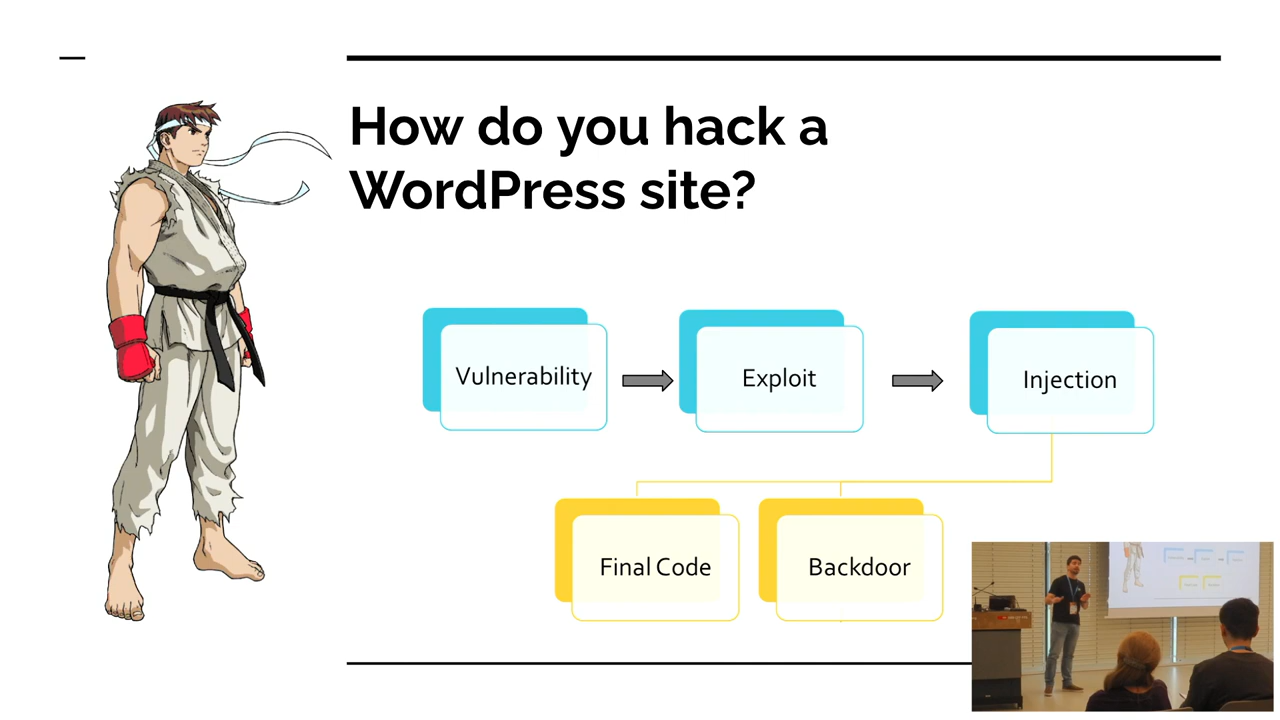 How do you hack a
WordPress site?
Vulnerability
Exploit
Injection
Final Code
Backdoor